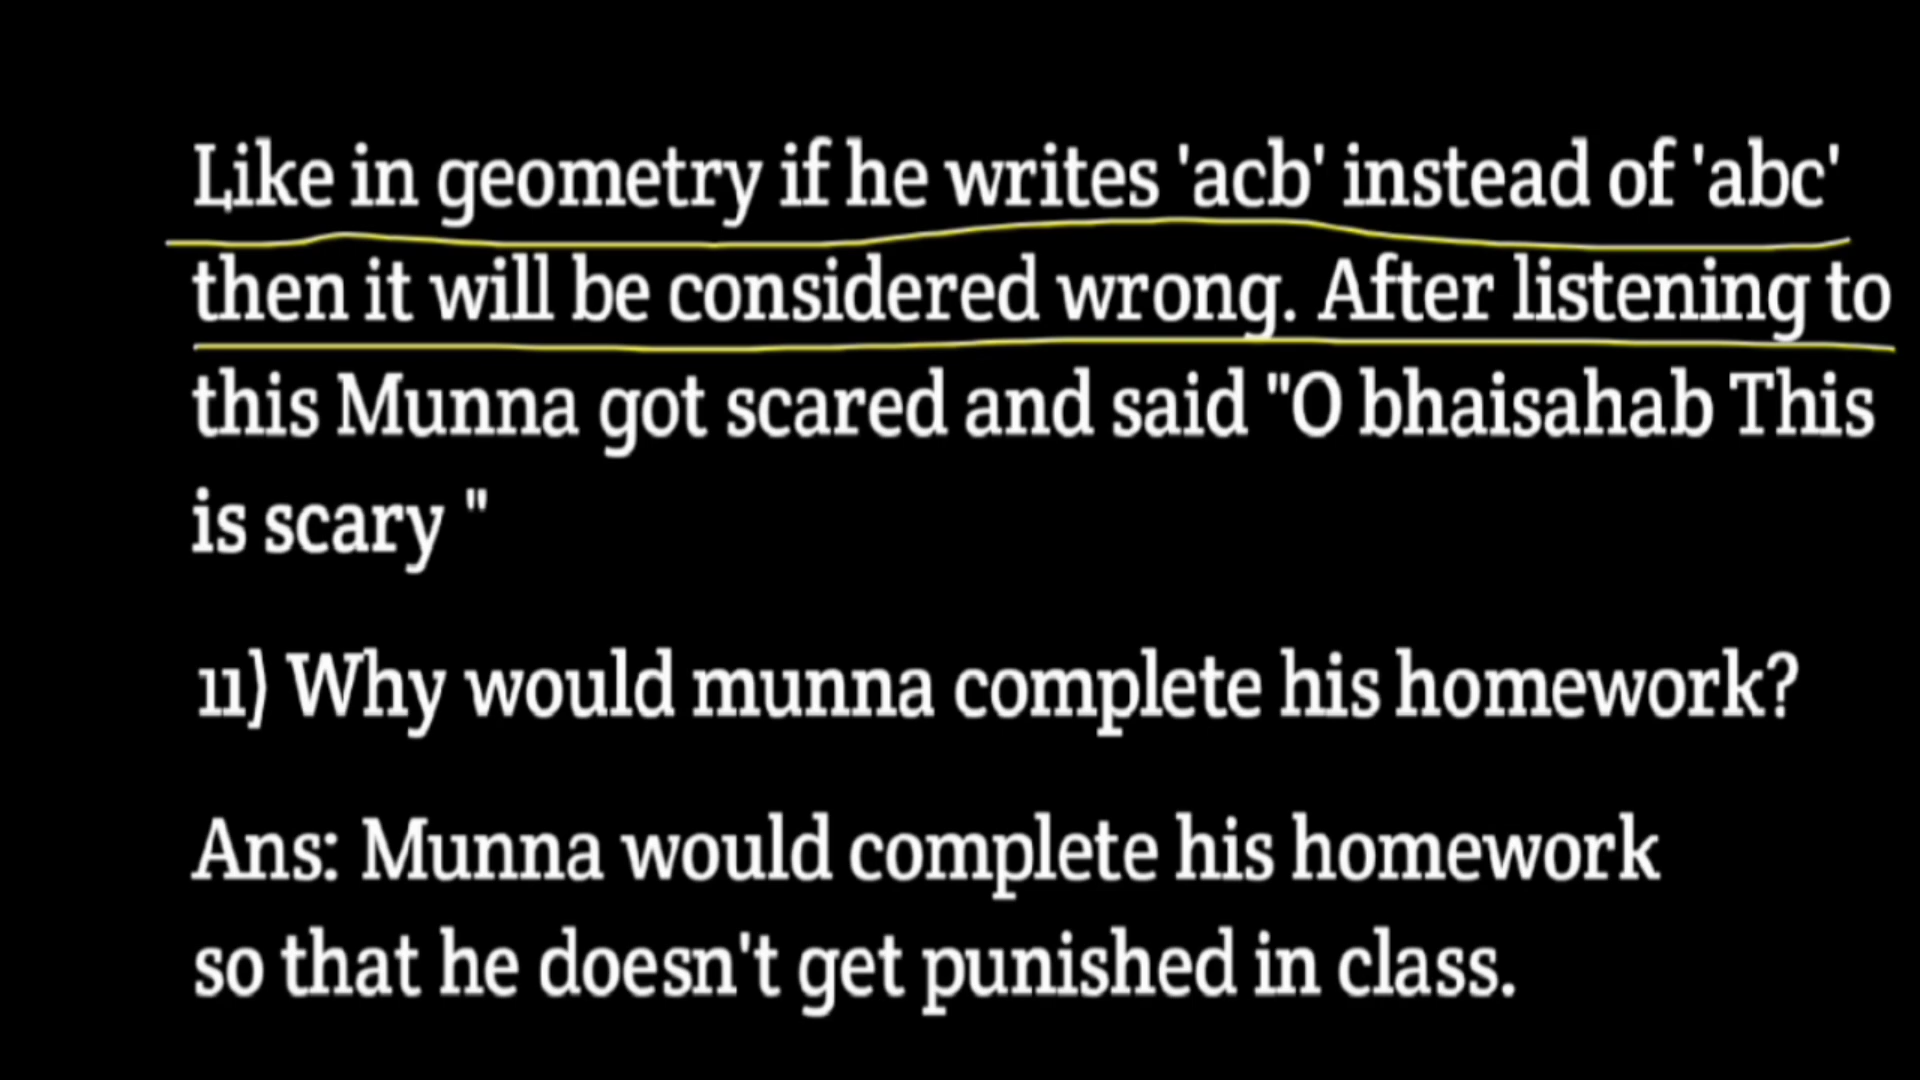 Like in geometry if he writes 'acb' instead of 'abc'
then it will be considered wrong. After listening to
this Munna got scared and said "O bhaisahab This
is scary "
11) Why would munna complete his homework?
Ans: Munna would complete his homework
so that he doesn't get punished in class.